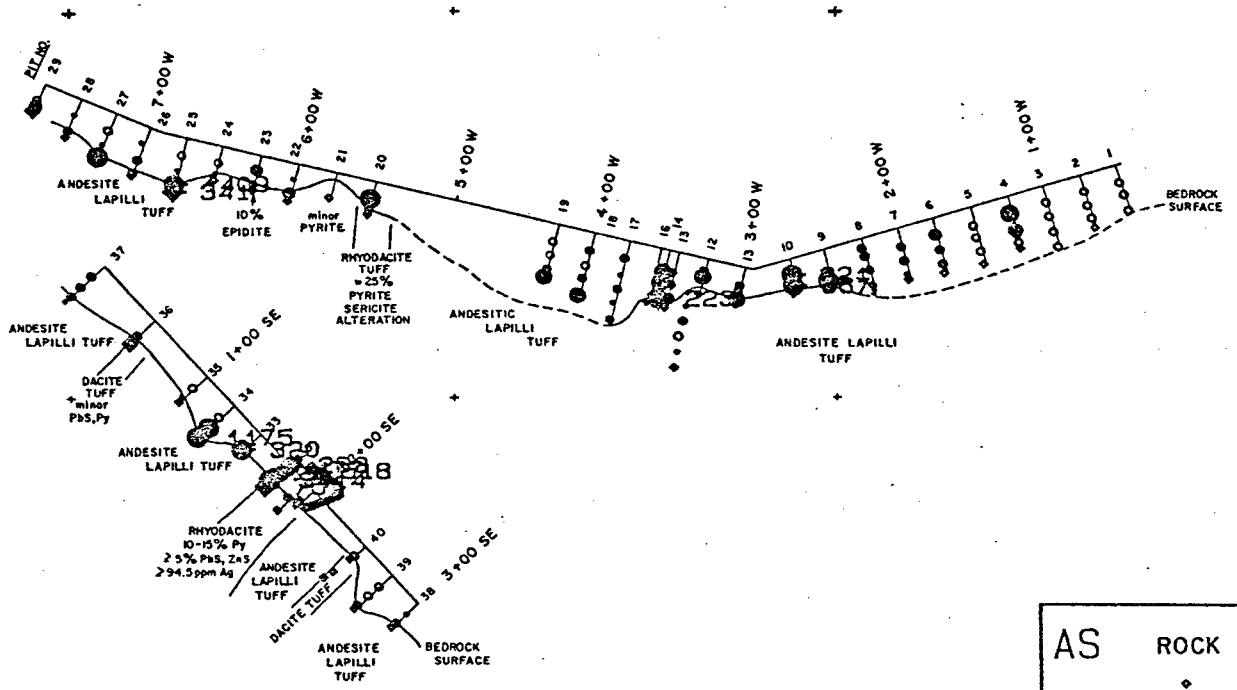 PIT NO.
29
28
27
7+00 W
26
25
24
23
6+00 W
22
21
20
5+00 W
19
4+00 W
18
17
16
14
13
12
3+00 W
13
10
9
2+00 W
8
7
6
5
4
1+00W
3
2
1
BEDROCK
SURFACE
ANDESITE
LAPILLI
TUFF
10%
EPIDITE
minor
PYRITE
RHYODACITE
TUFF
≈25%
PYRITE
SERICITE
ALTERATION
ANDESITIC
LAPILLI
TUFF
223
ANDESITE LAPILLI
TUFF
37
36
1+00 SE
35
34
33
ANDESITE
LAPILLI TUFF
DACITE
TUFF
minor
PbS,Py
ANDESITE
LAPILLI TUFF
+00 SE
RHYODACITE
10-15% Py
≥5% PbS, ZnS
≥94.5ppm Ag
ANDESITE
LAPILLI
TUFF
DACITE TUFF
40
39
38
3+00 SE
ANDESITE
LAPILLI
TUFF
BEDROCK
SURFACE
AS ROCK